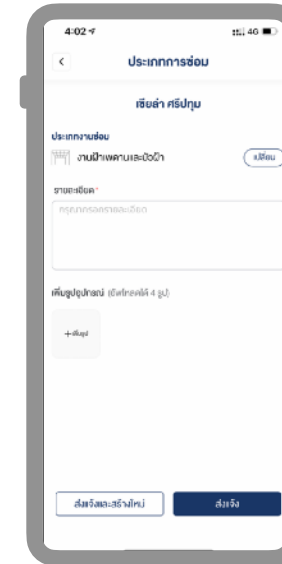 4:02
4G
ประเภทการซ่อม
เซียล่า ศรีปทุม
ประเภทงานซ่อม
งานฝ้าเพดานและบัวฝ้า
เปลี่ยน
รายละเอียด*
กรุณากรอกรายละเอียด
เพิ่มรูปอุปกรณ์ (อัพโหลดได้ 4 รูป)
+เพิ่มรูป
ส่งแจ้งและสร้างใหม่
ส่งแจ้ง